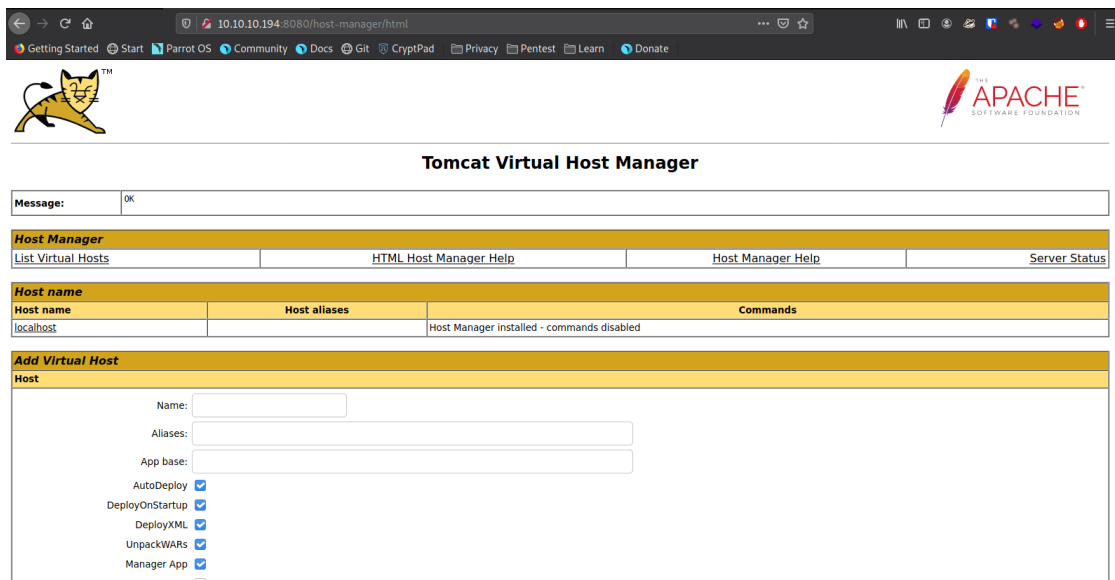 10.10.10.194:8080/host-manager/html
Getting Started Start Parrot OS Community Docs Git CryptPad Privacy Pentest Learn Donate
TM
THE
APACHE®
SOFTWARE FOUNDATION
Tomcat Virtual Host Manager
Message: OK
Host Manager
List Virtual Hosts HTML Host Manager Help Host Manager Help Server Status
Host name
Host name Host aliases Commands
localhost Host Manager installed - commands disabled
Add Virtual Host
Host
Name:
Aliases:
App base:
AutoDeploy
DeployOnStartup
DeployXML
UnpackWARs
Manager App